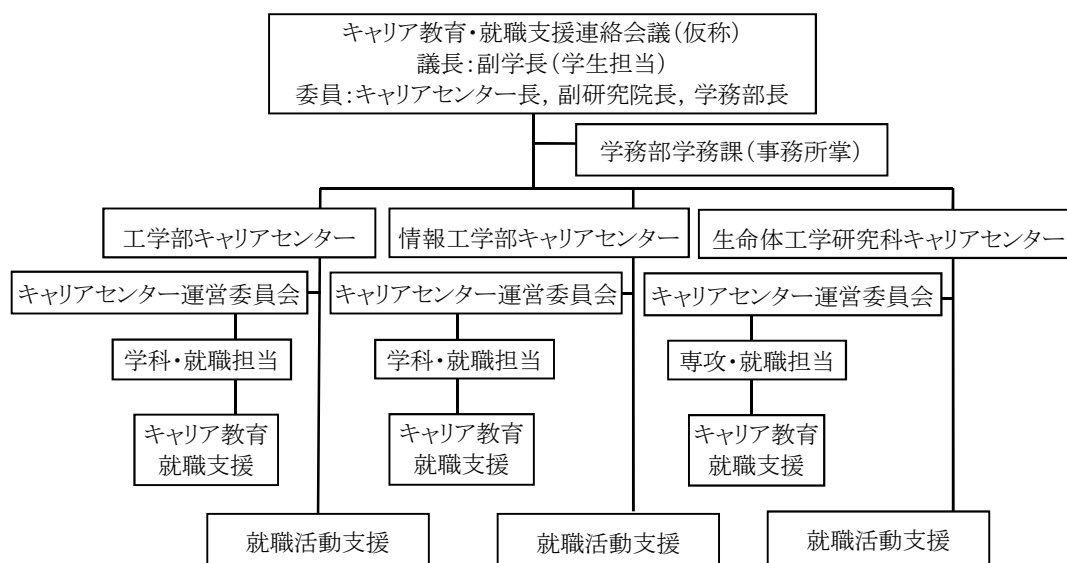 キャリア教育・就職支援連絡会議(仮称)
議長:副学長(学生担当)
委員:キャリアセンター長, 副研究院長, 学務部長
学務部学務課(事務所掌)
工学部キャリアセンター
情報工学部キャリアセンター
生命体工学研究科キャリアセンター
キャリアセンター運営委員会
キャリアセンター運営委員会
キャリアセンター運営委員会
学科・就職担当
学科・就職担当
専攻・就職担当
キャリア教育
就職支援
キャリア教育
就職支援
キャリア教育
就職支援
就職活動支援
就職活動支援
就職活動支援